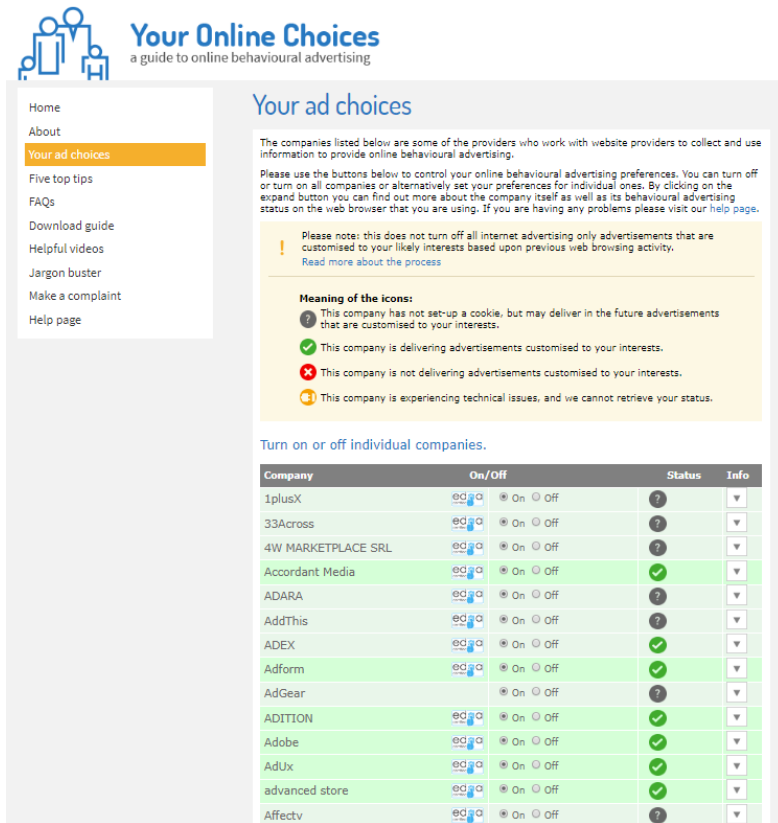 Your Online Choices
a guide to online behavioural advertising
Home
About
Your ad choices
Five top tips
FAQs
Download guide
Helpful videos
Jargon buster
Make a complaint
Help page
Your ad choices
The companies listed below are some of the providers who work with website providers to collect and use
information to provide online behavioural advertising.
Please use the buttons below to control your online behavioural advertising preferences. You can turn off
or turn on all companies or alternatively set your preferences for individual ones. By clicking on the
expand button you can find out more about the company itself as well as its behavioural advertising
status on the web browser that you are using. If you are having any problems please visit our help page.
Please note: this does not turn off all internet advertising only advertisements that are
customised to your likely interests based upon previous web browsing activity.
Read more about the process
Meaning of the icons:
This company has not set-up a cookie, but may deliver in the future advertisements
that are customised to your interests.
This company is delivering advertisements customised to your interests.
This company is not delivering advertisements customised to your interests.
This company is experiencing technical issues, and we cannot retrieve your status.
Turn on or off individual companies.
Company On/Off Status Info
1plusX edaa On Off
33Across edaa On Off
4W MARKETPLACE SRL edaa On Off
Accordant Media edaa On Off
ADARA edaa On Off
AddThis edaa On Off
ADEX edaa On Off
Adform edaa On Off
AdGear On Off
ADITION edaa On Off
Adobe edaa On Off
AdUx edaa On Off
advanced store edaa On Off
Affectv edaa On Off